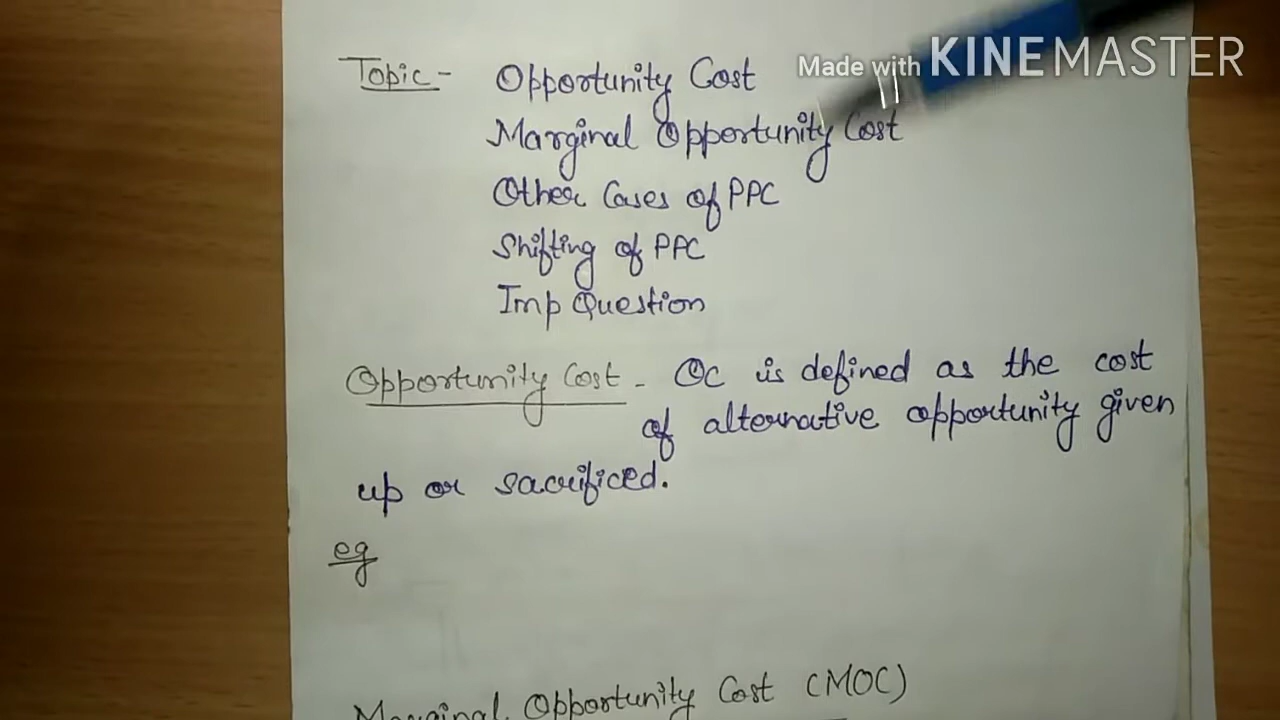 Made with KINEMASTER
Topic - Opportunity Cost
Marginal Opportunity Cost
Other Cases of PPC
Shifting of PPC
Imp Question
Opportunity Cost - OC is defined as the cost
of alternative opportunity given
up or sacrificed.
eg
Marginal Opportunity Cost (MOC)